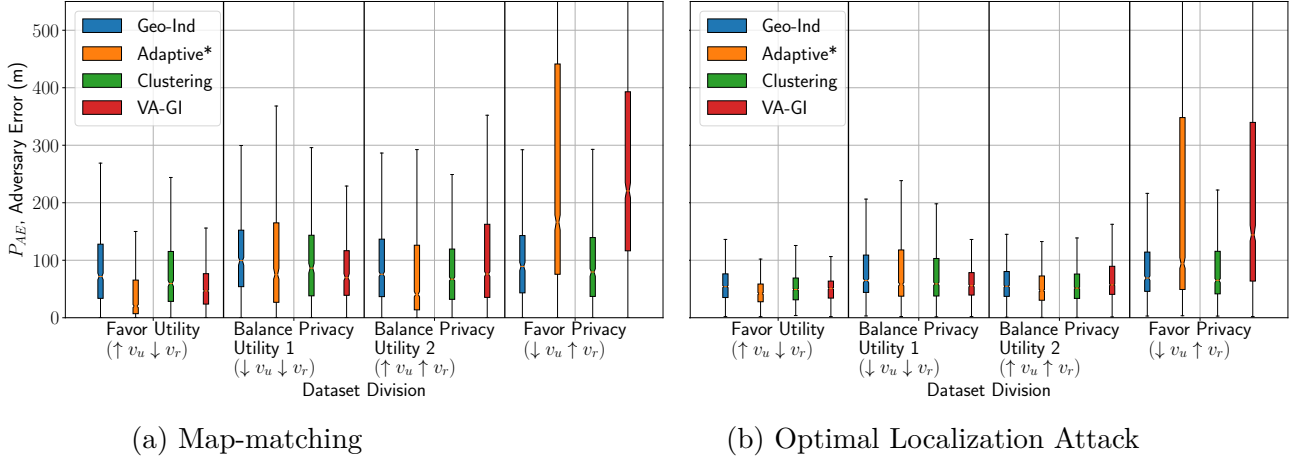 500
400
300
200
100
0
P_AE, Adversary Error (m)
Geo-Ind
Adaptive*
Clustering
VA-GI
Favor Utility
(↑ v_u ↓ v_r)
Balance Privacy
Utility 1
(↓ v_u ↓ v_r)
Balance Privacy
Utility 2
(↑ v_u ↑ v_r)
Favor Privacy
(↓ v_u ↑ v_r)
Dataset Division
(a) Map-matching
Geo-Ind
Adaptive*
Clustering
VA-GI
Favor Utility
(↑ v_u ↓ v_r)
Balance Privacy
Utility 1
(↓ v_u ↓ v_r)
Balance Privacy
Utility 2
(↑ v_u ↑ v_r)
Favor Privacy
(↓ v_u ↑ v_r)
Dataset Division
(b) Optimal Localization Attack